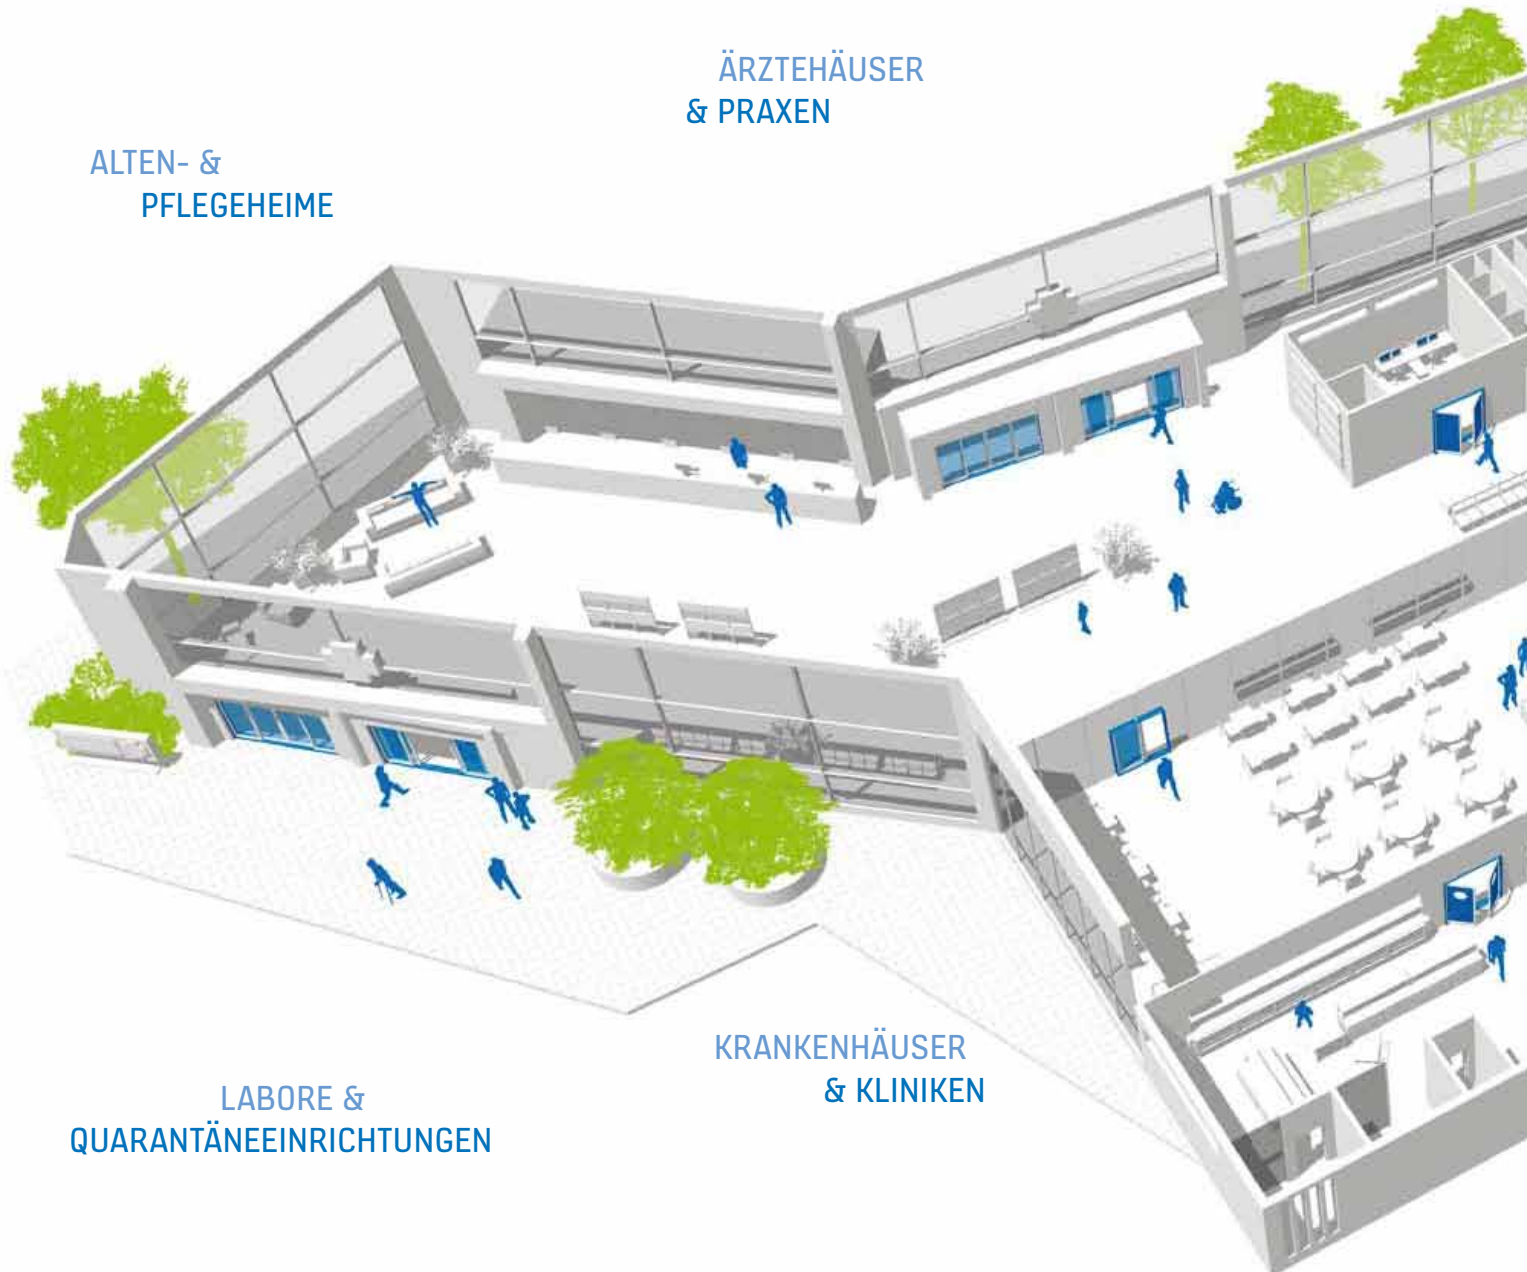 ÄRZTEHÄUSER
& PRAXEN
ALTEN- &
PFLEGEHEIME
KRANKENHÄUSER
& KLINIKEN
LABORE &
QUARANTÄNEEINRICHTUNGEN